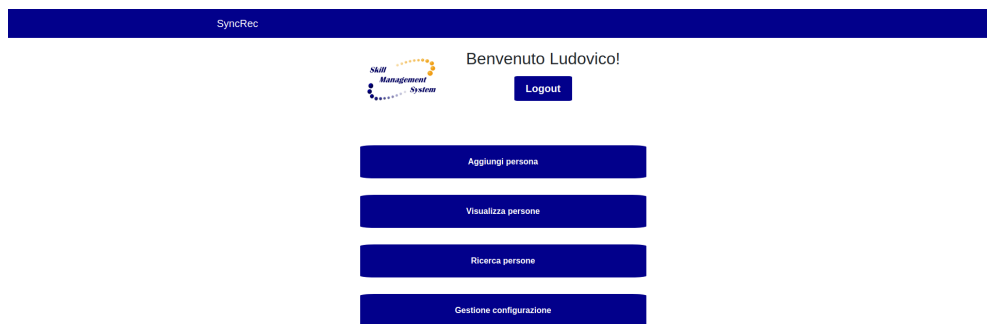 SyncRec
Skill
Management
System
Benvenuto Ludovico!
Logout
Aggiungi persona
Visualizza persone
Ricerca persone
Gestione configurazione